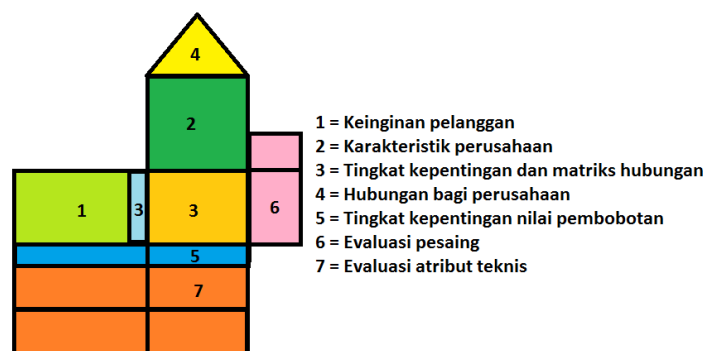 4
2
1
3
3
6
5
7
1 = Keinginan pelanggan
2 = Karakteristik perusahaan
3 = Tingkat kepentingan dan matriks hubungan
4 = Hubungan bagi perusahaan
5 = Tingkat kepentingan nilai pembobotan
6 = Evaluasi pesaing
7 = Evaluasi atribut teknis